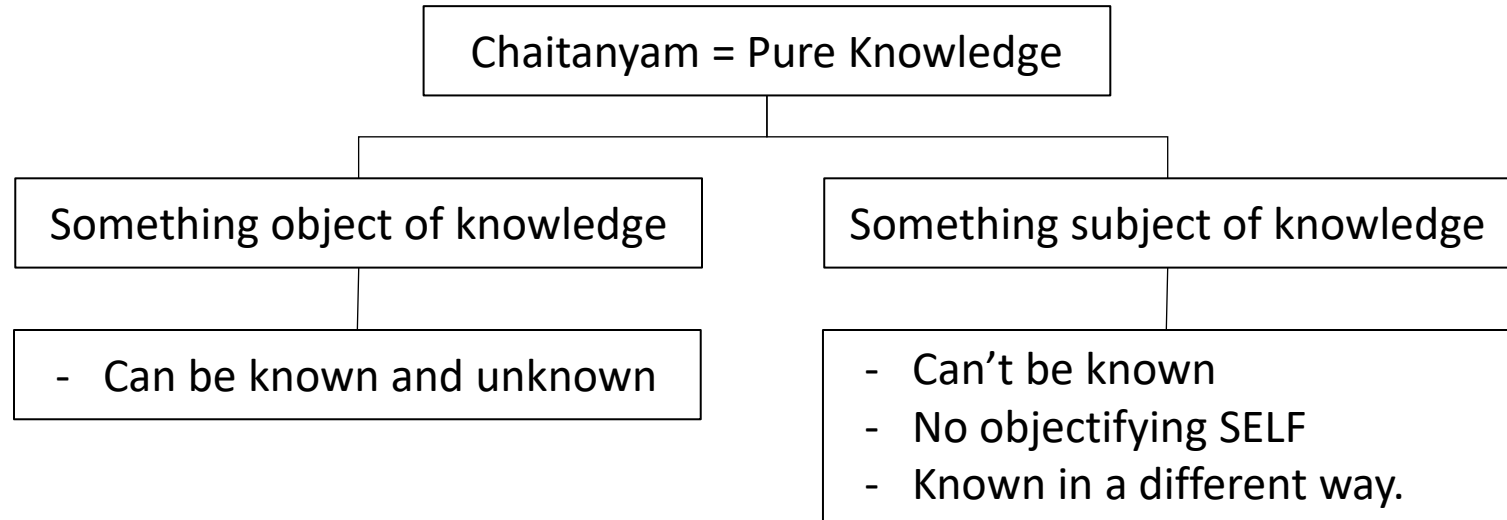 Chaitanyam = Pure Knowledge
Something object of knowledge
Something subject of knowledge
- Can be known and unknown
- Can’t be known
- No objectifying SELF
- Known in a different way.